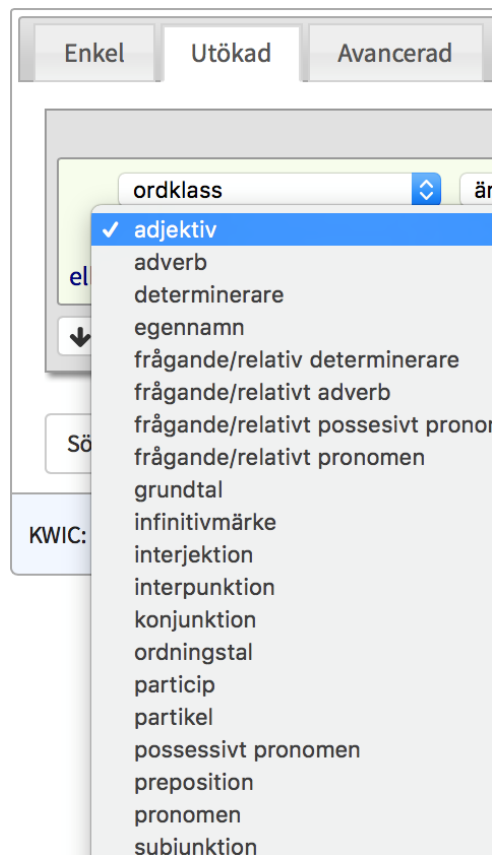 Enkel Utökad Avancerad
ordklass
adjektiv
adverb
determinerare
egennamn
frågande/relativ determinerare
frågande/relativt adverb
frågande/relativt possesivt
frågande/relativt pronomen
grundtal
infinitivmärke
interjektion
interpunktion
konjunktion
ordningstal
particip
partikel
possessivt pronomen
preposition
pronomen
subjunktion
KWIC: